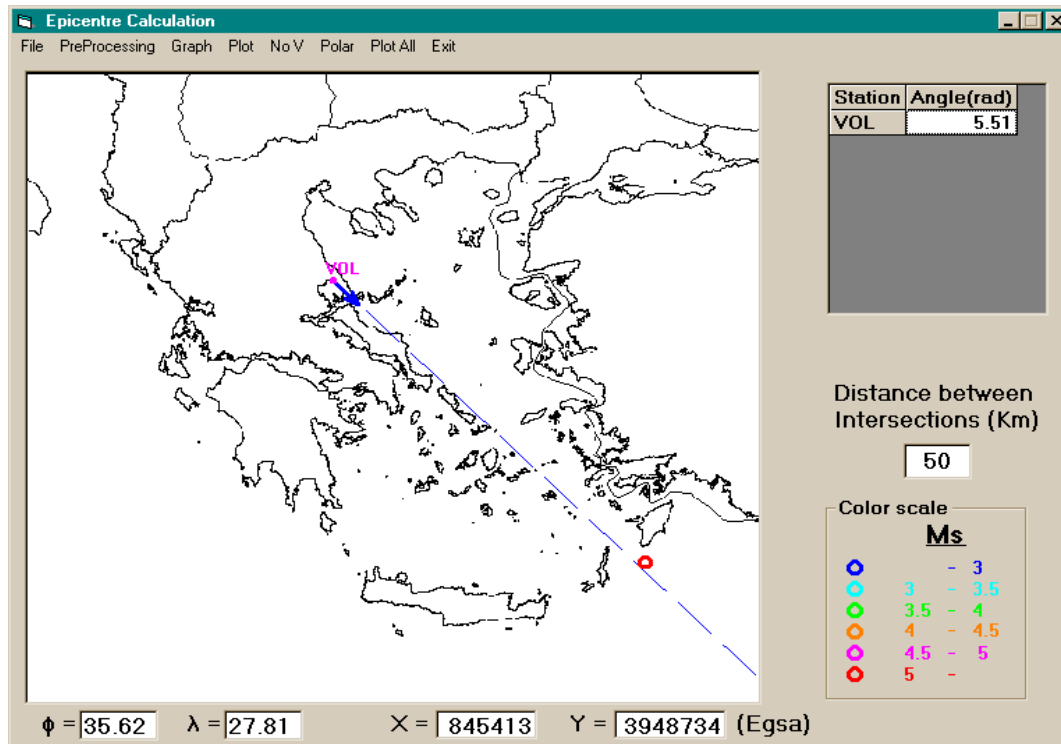 Epicentre Calculation
File PreProcessing Graph Plot No V Polar Plot All Exit
Station Angle(rad)
VOL 5.51
VOL
Distance between
Intersections (Km)
50
Color scale
Ms
- 3
3 - 3.5
3.5 - 4
4 - 4.5
4.5 - 5
5 -
ϕ = 35.62 λ = 27.81 X = 845413 Y = 3948734 (Egsa)